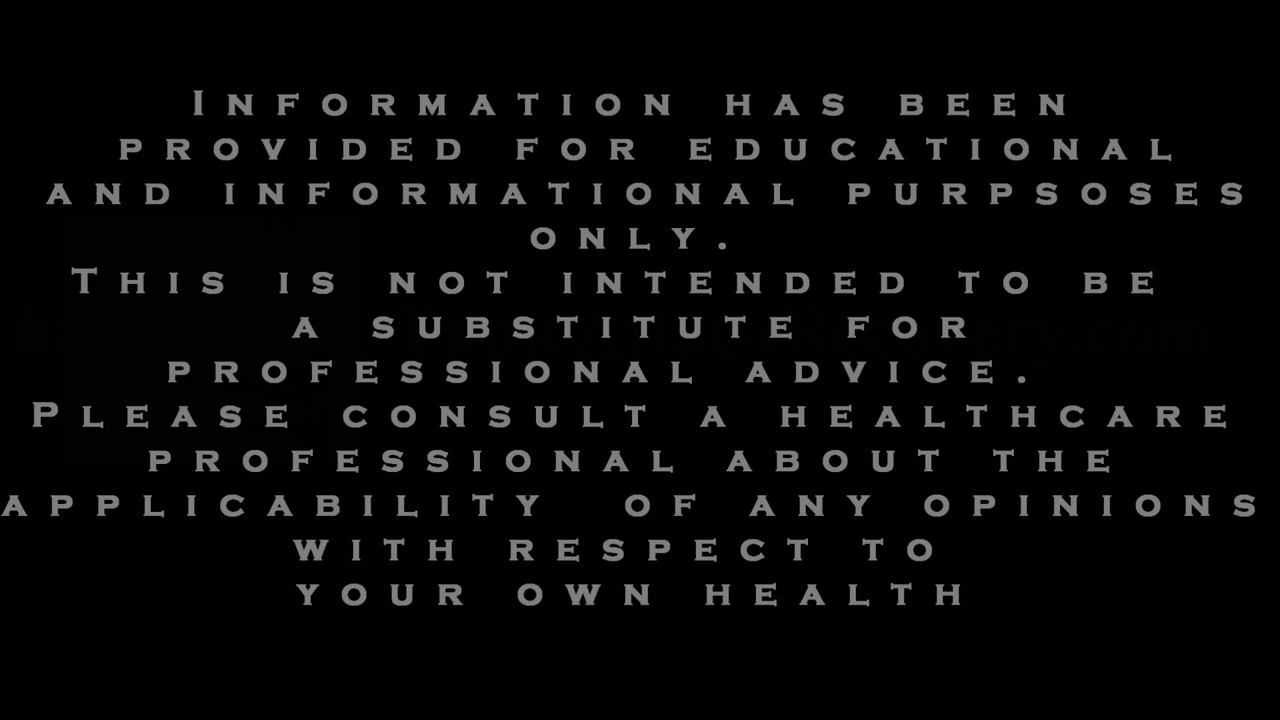 Information has been
provided for educational
and informational purpsoses
only.
This is not intended to be
a substitute for
professional advice.
Please consult a healthcare
professional about the
applicability of any opinions
with respect to
your own health